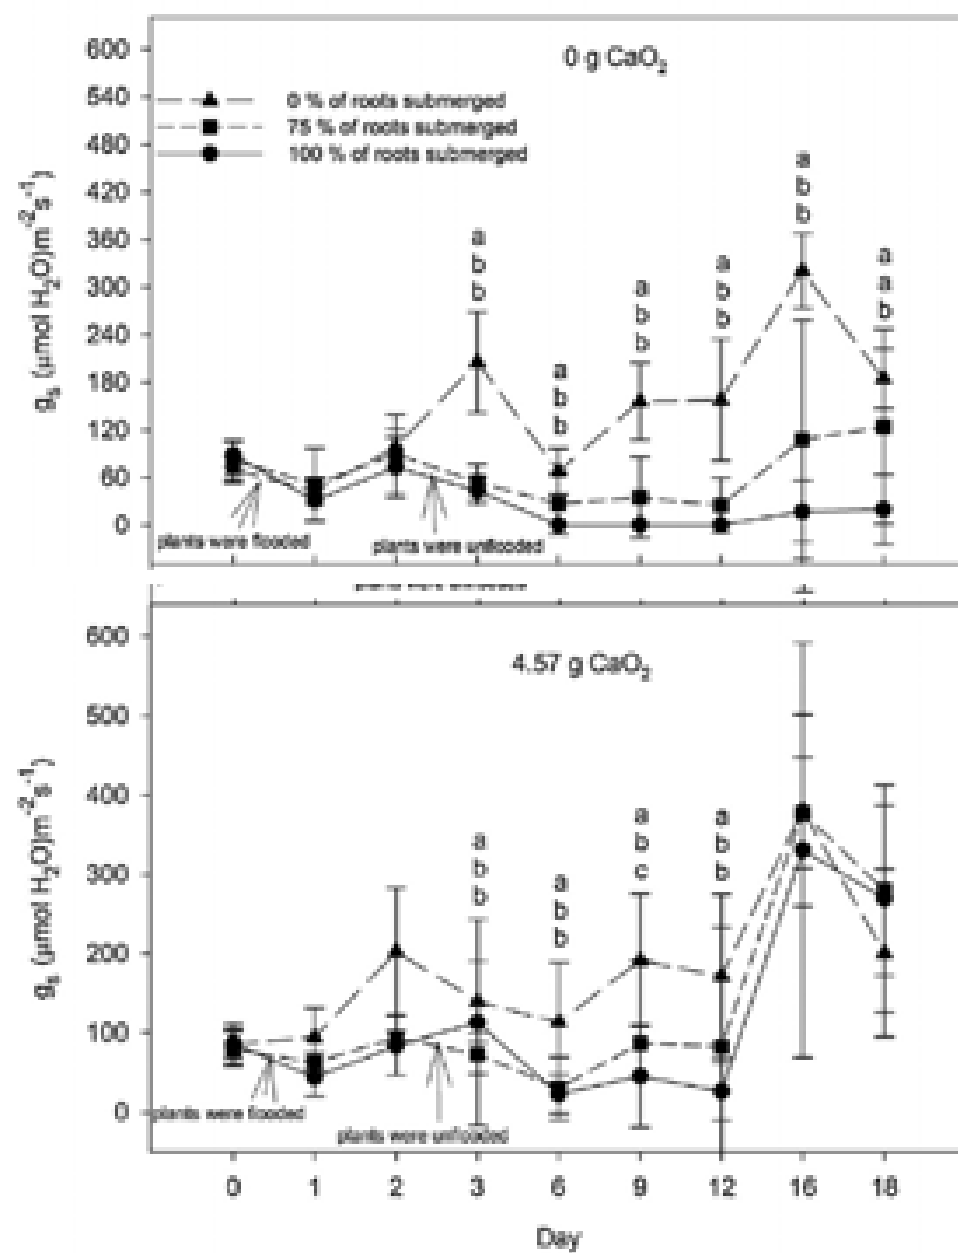 0 g CaO₂
600
540
480
420
360
300
240
180
120
60
0
0 % of roots submerged
75 % of roots submerged
100 % of roots submerged
gs (µmol H₂O)m⁻²s⁻¹)
a
b
b
a
b
b
a
b
b
a
b
b
a
b
b
a
a
b
plants were flooded
plants were unflooded
4.57 g CaO₂
600
500
400
300
200
100
0
gs (µmol H₂O)m⁻²s⁻¹)
a
b
b
a
b
b
a
b
c
a
b
b
plants were flooded
plants were unflooded
0 1 2 3 6 9 12 16 18
Day